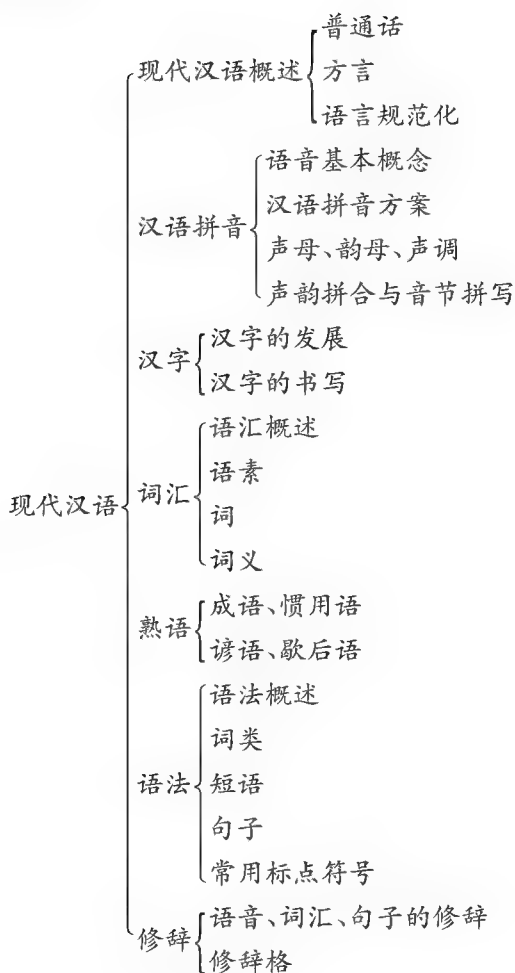 普通话
现代汉语概述
方言
语言规范化
语音基本概念
汉语拼音方案
汉语拼音
声母、韵母、声调
声韵拼合与音节拼写
汉字的发展
汉字
汉字的书写
语汇概述
语素
现代汉语
词汇
词
词义
成语、惯用语
熟语
谚语、歇后语
语法概述
词类
语法
短语
句子
常用标点符号
语音、词汇、句子的修辞
修辞
修辞格